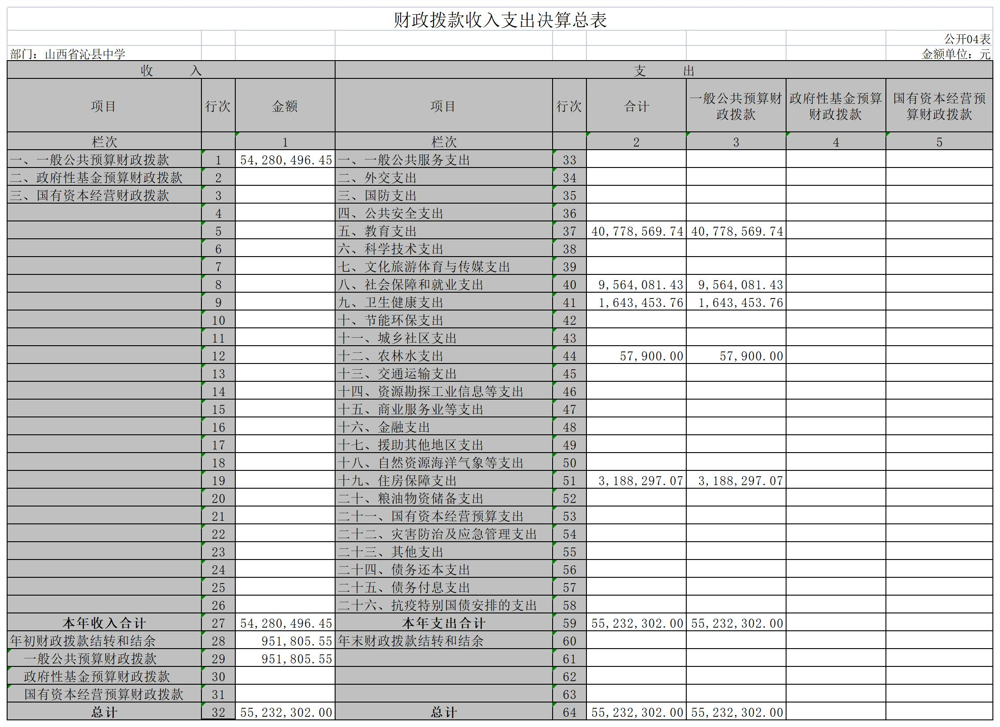 财政拨款收入支出决算总表
公开04表
部门：山西省沁县中学 金额单位：元
收 入 支 出
项目 行次 金额 项目 行次 合计 一般公共预算财政拨款 政府性基金预算财政拨款 国有资本经营预算财政拨款
栏次 1 栏次 2 3 4 5
一、一般公共预算财政拨款 1 54,280,496.45 一、一般公共服务支出 33
二、政府性基金预算财政拨款 2 二、外交支出 34
三、国有资本经营财政拨款 3 三、国防支出 35
4 四、公共安全支出 36
5 五、教育支出 37 40,778,569.74 40,778,569.74
6 六、科学技术支出 38
7 七、文化旅游体育与传媒支出 39
8 八、社会保障和就业支出 40 9,564,081.43 9,564,081.43
9 九、卫生健康支出 41 1,643,453.76 1,643,453.76
10 十、节能环保支出 42
11 十一、城乡社区支出 43
12 十二、农林水支出 44 57,900.00 57,900.00
13 十三、交通运输支出 45
14 十四、资源勘探工业信息等支出 46
15 十五、商业服务业等支出 47
16 十六、金融支出 48
17 十七、援助其他地区支出 49
18 十八、自然资源海洋气象等支出 50
19 十九、住房保障支出 51 3,188,297.07 3,188,297.07
20 二十、粮油物资储备支出 52
21 二十一、国有资本经营预算支出 53
22 二十二、灾害防治及应急管理支出 54
23 二十三、其他支出 55
24 二十四、债务还本支出 56
25 二十五、债务付息支出 57
26 二十六、抗疫特别国债安排的支出 58
本年收入合计 27 54,280,496.45 本年支出合计 59 55,232,302.00 55,232,302.00
年初财政拨款结转和结余 28 951,805.55 年末财政拨款结转和结余 60
一般公共预算财政拨款 29 951,805.55 61
政府性基金预算财政拨款 30 62
国有资本经营预算财政拨款 31 63
总计 32 55,232,302.00 总计 64 55,232,302.00 55,232,302.00